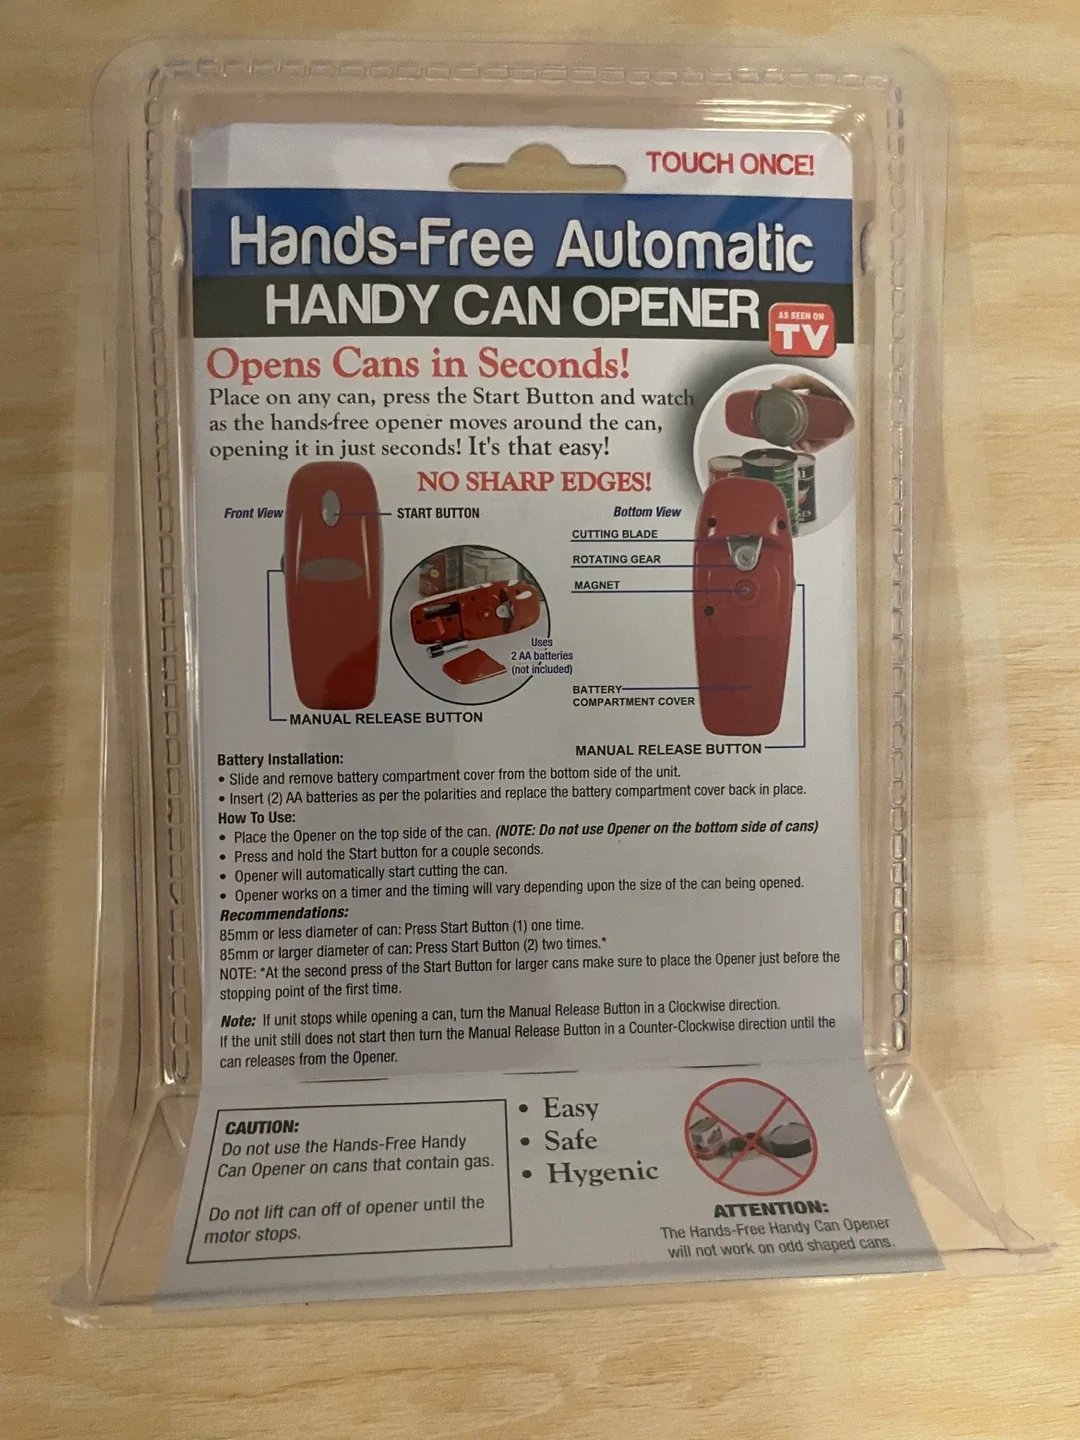 TOUCH ONCE!
Hands-Free Automatic
HANDY CAN OPENER
AS SEEN ON
TV
Opens Cans in Seconds!
Place on any can, press the Start Button and watch
as the hands-free opener moves around the can,
opening it in just seconds! It's that easy!
NO SHARP EDGES!
Front View
START BUTTON
Bottom View
CUTTING BLADE
ROTATING GEAR
MAGNET
Uses
2 AA batteries
(not included)
BATTERY
COMPARTMENT COVER
MANUAL RELEASE BUTTON
MANUAL RELEASE BUTTON
Battery Installation:
• Slide and remove battery compartment cover from the bottom side of the unit.
• Insert (2) AA batteries as per the polarities and replace the battery compartment cover back in place.
How To Use:
• Place the Opener on the top side of the can. (NOTE: Do not use Opener on the bottom side of cans)
• Press and hold the Start button for a couple seconds.
• Opener will automatically start cutting the can.
• Opener works on a timer and the timing will vary depending upon the size of the can being opened.
Recommendations:
85mm or less diameter of can: Press Start Button (1) one time.
85mm or larger diameter of can: Press Start Button (2) two times.*
NOTE: *At the second press of the Start Button for larger cans make sure to place the Opener just before the
stopping point of the first time.
Note: If unit stops while opening a can, turn the Manual Release Button in a Clockwise direction.
If the unit still does not start then turn the Manual Release Button in a Counter-Clockwise direction until the
can releases from the Opener.
CAUTION:
Do not use the Hands-Free Handy
Can Opener on cans that contain gas.
Do not lift can off of opener until the
motor stops.
• Easy
• Safe
• Hygenic
ATTENTION:
The Hands-Free Handy Can Opener
will not work on odd shaped cans.